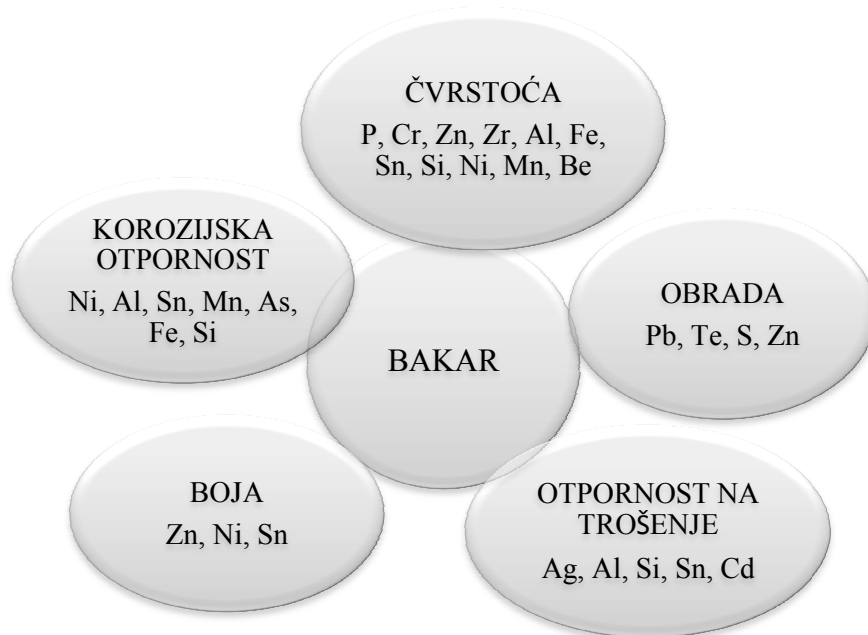 ČVRSTOĆA
P, Cr, Zn, Zr, Al, Fe,
Sn, Si, Ni, Mn, Be
KOROZIJSKA
OTPORNOST
Ni, Al, Sn, Mn, As,
Fe, Si
OBRADA
Pb, Te, S, Zn
BAKAR
BOJA
Zn, Ni, Sn
OTPORNOST NA
TROŠENJE
Ag, Al, Si, Sn, Cd